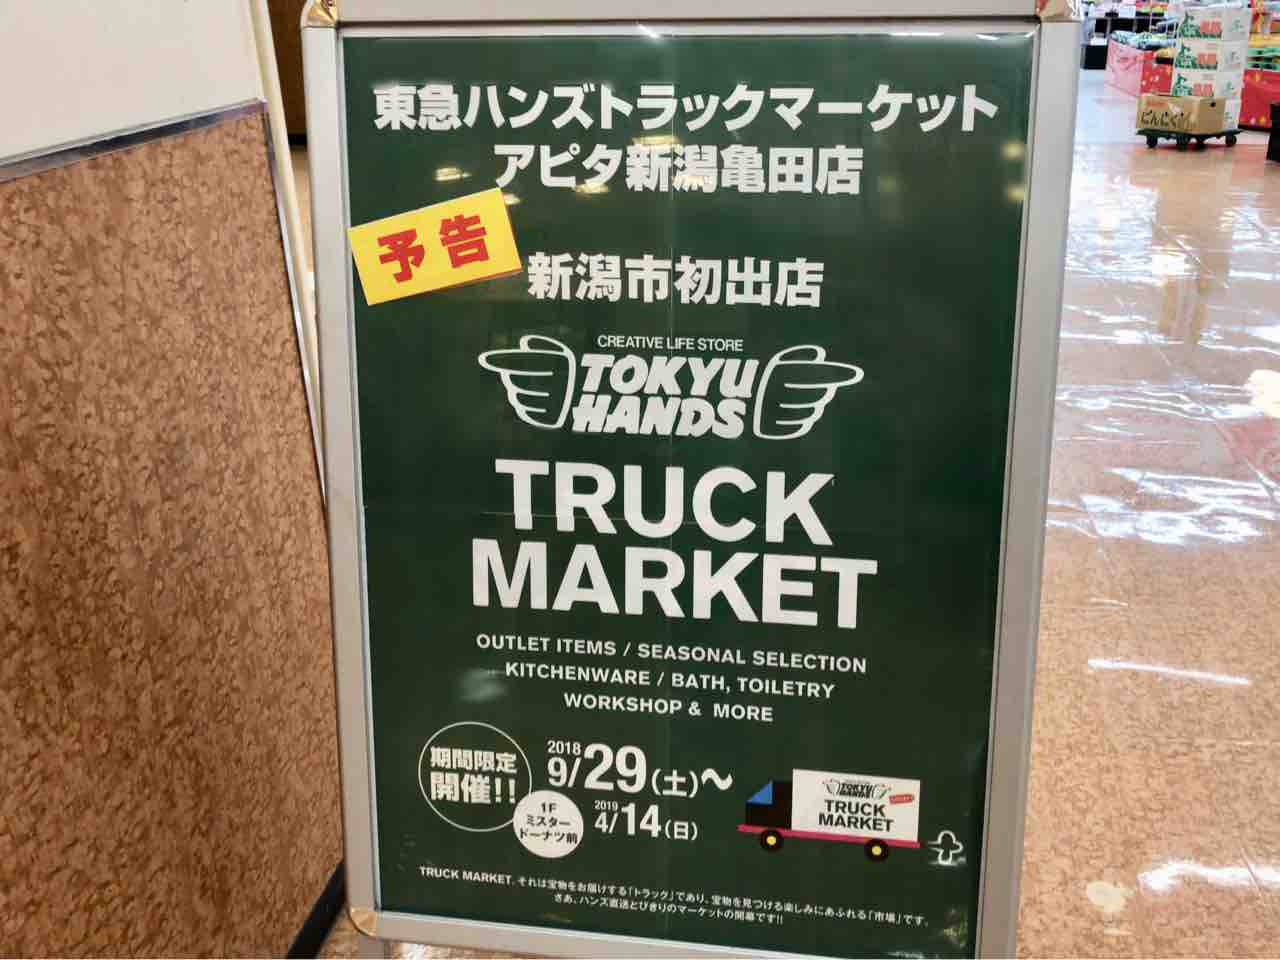 東急ハンズトラックマーケット
アピタ新潟亀田店
予告
新潟市初出店
CREATIVE LIFE STORE
TOKYU
HANDS
TRUCK
MARKET
OUTLET ITEMS / SEASONAL SELECTION
KITCHENWARE / BATH, TOILETRY
WORKSHOP & MORE
期間限定
開催!!
2018
9/29(土)〜
1F
ミスター
ドーナツ前
2019
4/14(日)
TOKYU
HANDS
TRUCK
MARKET
TRUCK MARKET. それは宝物をお届けする「トラック」であり、宝物を見つける楽しみにあふれる「市場」です。
さあ、ハンズ直送とびきりのマーケットの開幕です!!
にんにく